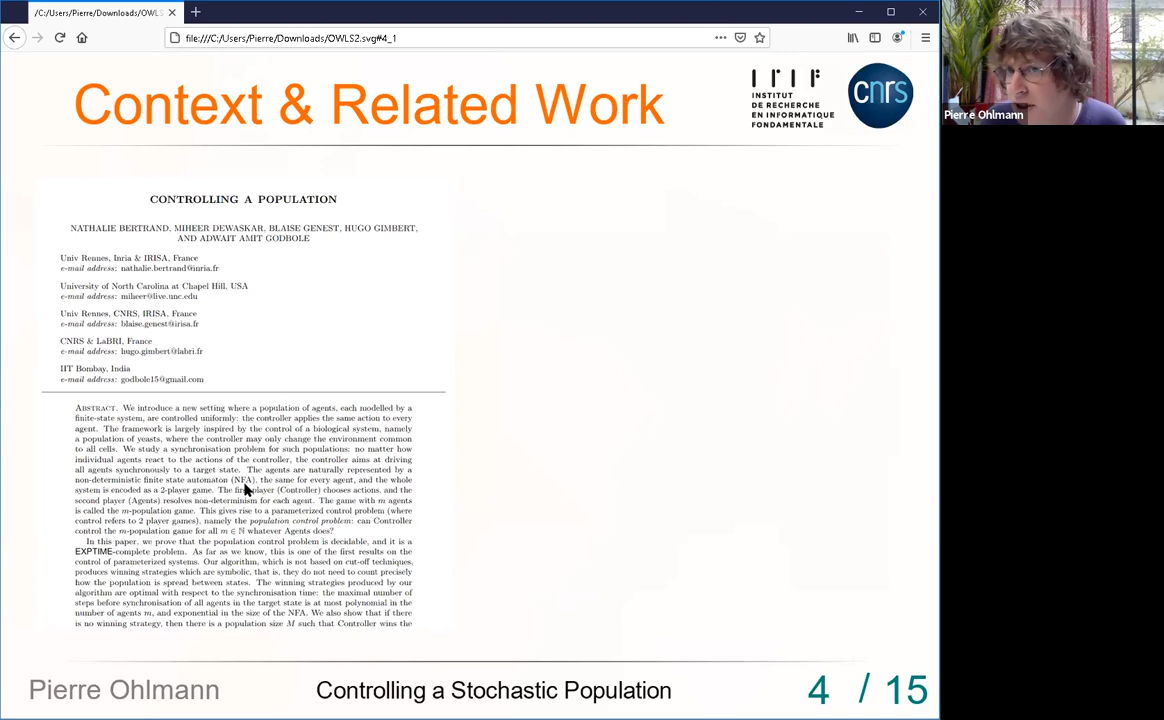 /C:/Users/Pierre/Downloads/OWLS
file:///C:/Users/Pierre/Downloads/OWLS2.svg#4_1
Context & Related Work
INSTITUT
DE RECHERCHE
EN INFORMATIQUE
FONDAMENTALE
cnrs
Pierre Ohlmann
CONTROLLING A POPULATION
NATHALIE BERTRAND, MIHEER DEWASKAR, BLAISE GENEST, HUGO GIMBERT,
AND ADWAIT AMIT GODBOLE
Univ Rennes, Inria & IRISA, France
e-mail address: nathalie.bertrand@inria.fr
University of North Carolina at Chapel Hill, USA
e-mail address: miheer@live.unc.edu
Univ Rennes, CNRS, IRISA, France
e-mail address: blaise.genest@irisa.fr
CNRS & LaBRI, France
e-mail address: hugo.gimbert@labri.fr
IIT Bombay, India
e-mail address: godbole15@gmail.com
ABSTRACT. We introduce a new setting where a population of agents, each modelled by a
finite-state system, are controlled uniformly: the controller applies the same action to every
agent. The framework is largely inspired by the control of a biological system, namely
a population of yeasts, where the controller may only change the environment common
to all cells. We study a synchronisation problem for such populations: no matter how
individual agents react to the actions of the controller, the controller aims at driving
all agents synchronously to a target state. The agents are naturally represented by a
non-deterministic finite state automaton (NFA), the same for every agent, and the whole
system is encoded as a 2-player game. The first player (Controller) chooses actions, and the
second player (Agents) resolves non-determinism for each agent. The game with m agents
is called the m-population game. This gives rise to a parameterized control problem (where
control refers to 2 player games), namely the population control problem: can Controller
control the m-population game for all m ∈ ℕ whatever Agents does?
In this paper, we prove that the population control problem is decidable, and it is a
EXPTIME-complete problem. As far as we know, this is one of the first results on the
control of parameterized systems. Our algorithm, which is not based on cut-off techniques,
produces winning strategies which are symbolic, that is, they do not need to count precisely
how the population is spread between states. The winning strategies produced by our
algorithm are optimal with respect to the synchronisation time: the maximal number of
steps before synchronisation of all agents in the target state is at most polynomial in the
number of agents m, and exponential in the size of the NFA. We also show that if there
is no winning strategy, then there is a population size M such that Controller wins the
Pierre Ohlmann
Controlling a Stochastic Population
4 / 15